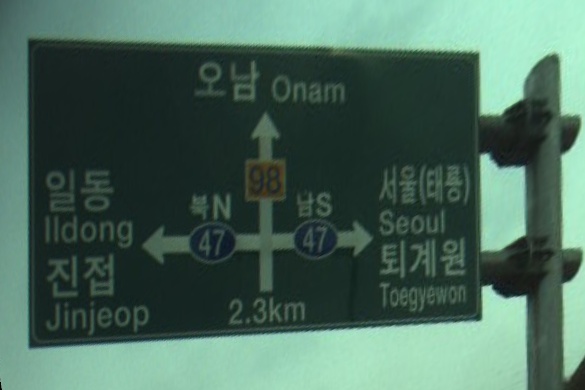 오남 Onam
98
일동
Ildong
진접
Jinjeop
북N
47
남S
47
서울(태릉)
Seoul
퇴계원
Toegyewon
2.3km